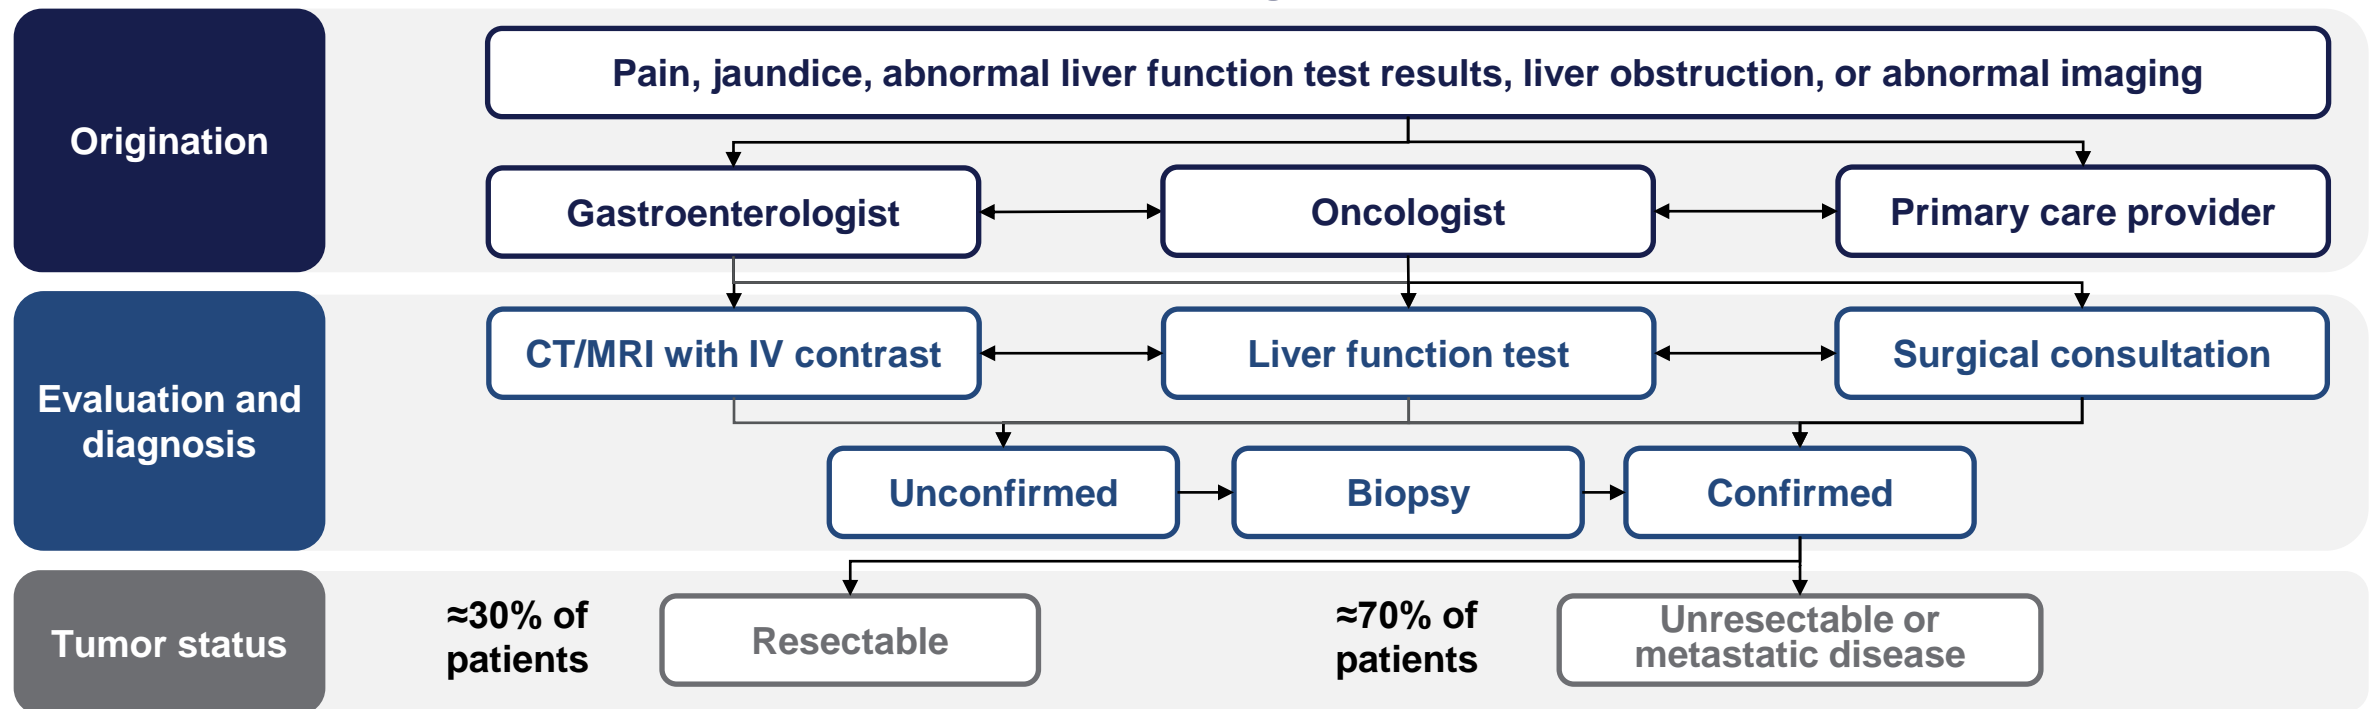 Origination
Pain, jaundice, abnormal liver function test results, liver obstruction, or abnormal imaging
Gastroenterologist
Oncologist
Primary care provider
Evaluation and
diagnosis
CT/MRI with IV contrast
Liver function test
Surgical consultation
Unconfirmed
Biopsy
Confirmed
Tumor status
≈30% of
patients
Resectable
≈70% of
patients
Unresectable or
metastatic disease